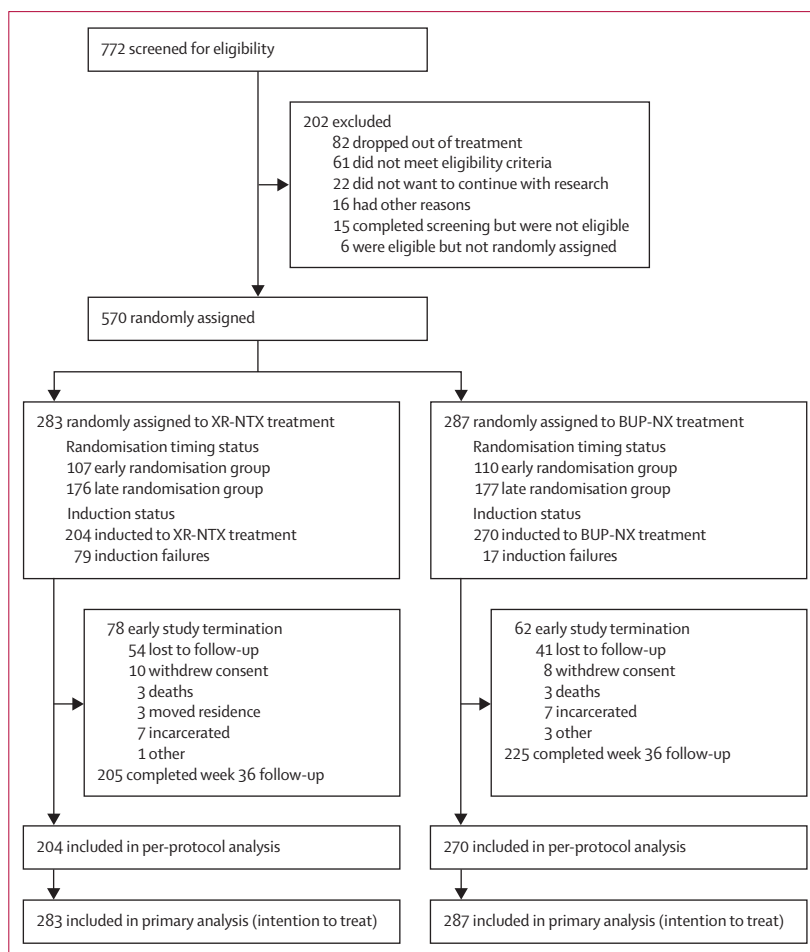 772 screened for eligibility
202 excluded
82 dropped out of treatment
61 did not meet eligibility criteria
22 did not want to continue with research
16 had other reasons
15 completed screening but were not eligible
6 were eligible but not randomly assigned
570 randomly assigned
283 randomly assigned to XR-NTX treatment
Randomisation timing status
107 early randomisation group
176 late randomisation group
Induction status
204 inducted to XR-NTX treatment
79 induction failures
287 randomly assigned to BUP-NX treatment
Randomisation timing status
110 early randomisation group
177 late randomisation group
Induction status
270 inducted to BUP-NX treatment
17 induction failures
78 early study termination
54 lost to follow-up
10 withdrew consent
3 deaths
3 moved residence
7 incarcerated
1 other
205 completed week 36 follow-up
62 early study termination
41 lost to follow-up
8 withdrew consent
3 deaths
7 incarcerated
3 other
225 completed week 36 follow-up
204 included in per-protocol analysis
270 included in per-protocol analysis
283 included in primary analysis (intention to treat)
287 included in primary analysis (intention to treat)